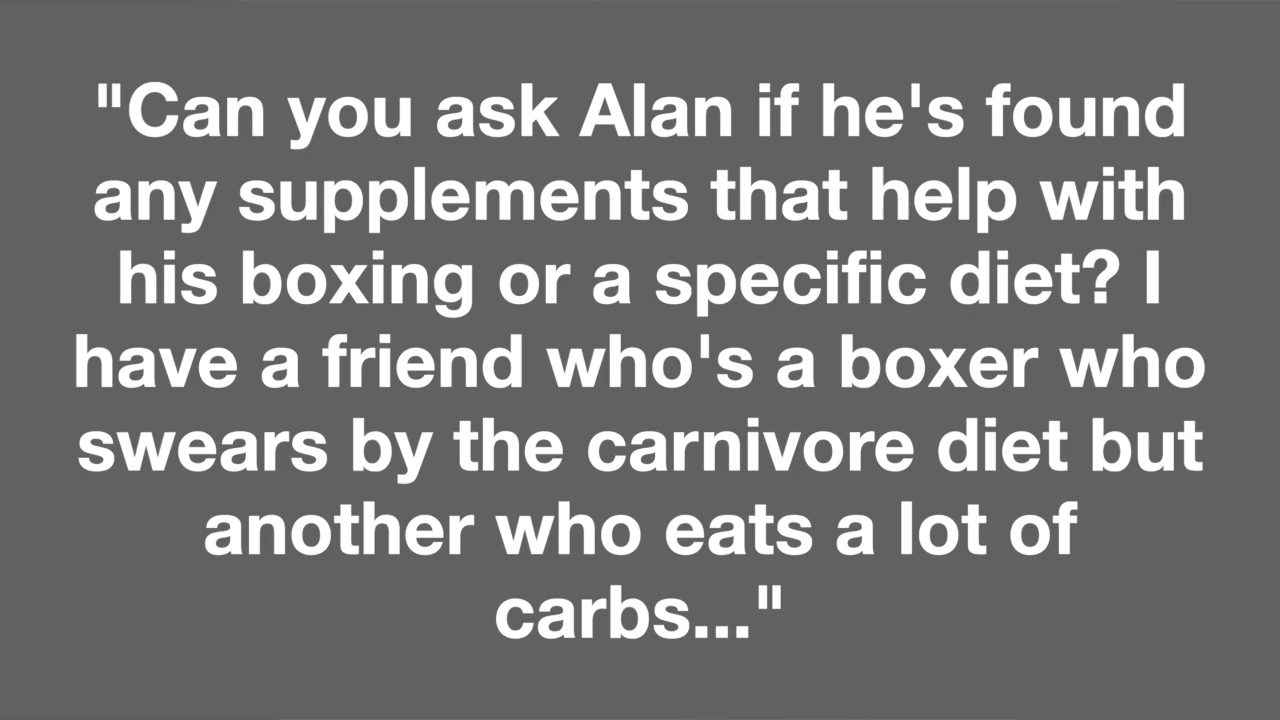 "Can you ask Alan if he's found
any supplements that help with
his boxing or a specific diet? I
have a friend who's a boxer who
swears by the carnivore diet but
another who eats a lot of
carbs..."